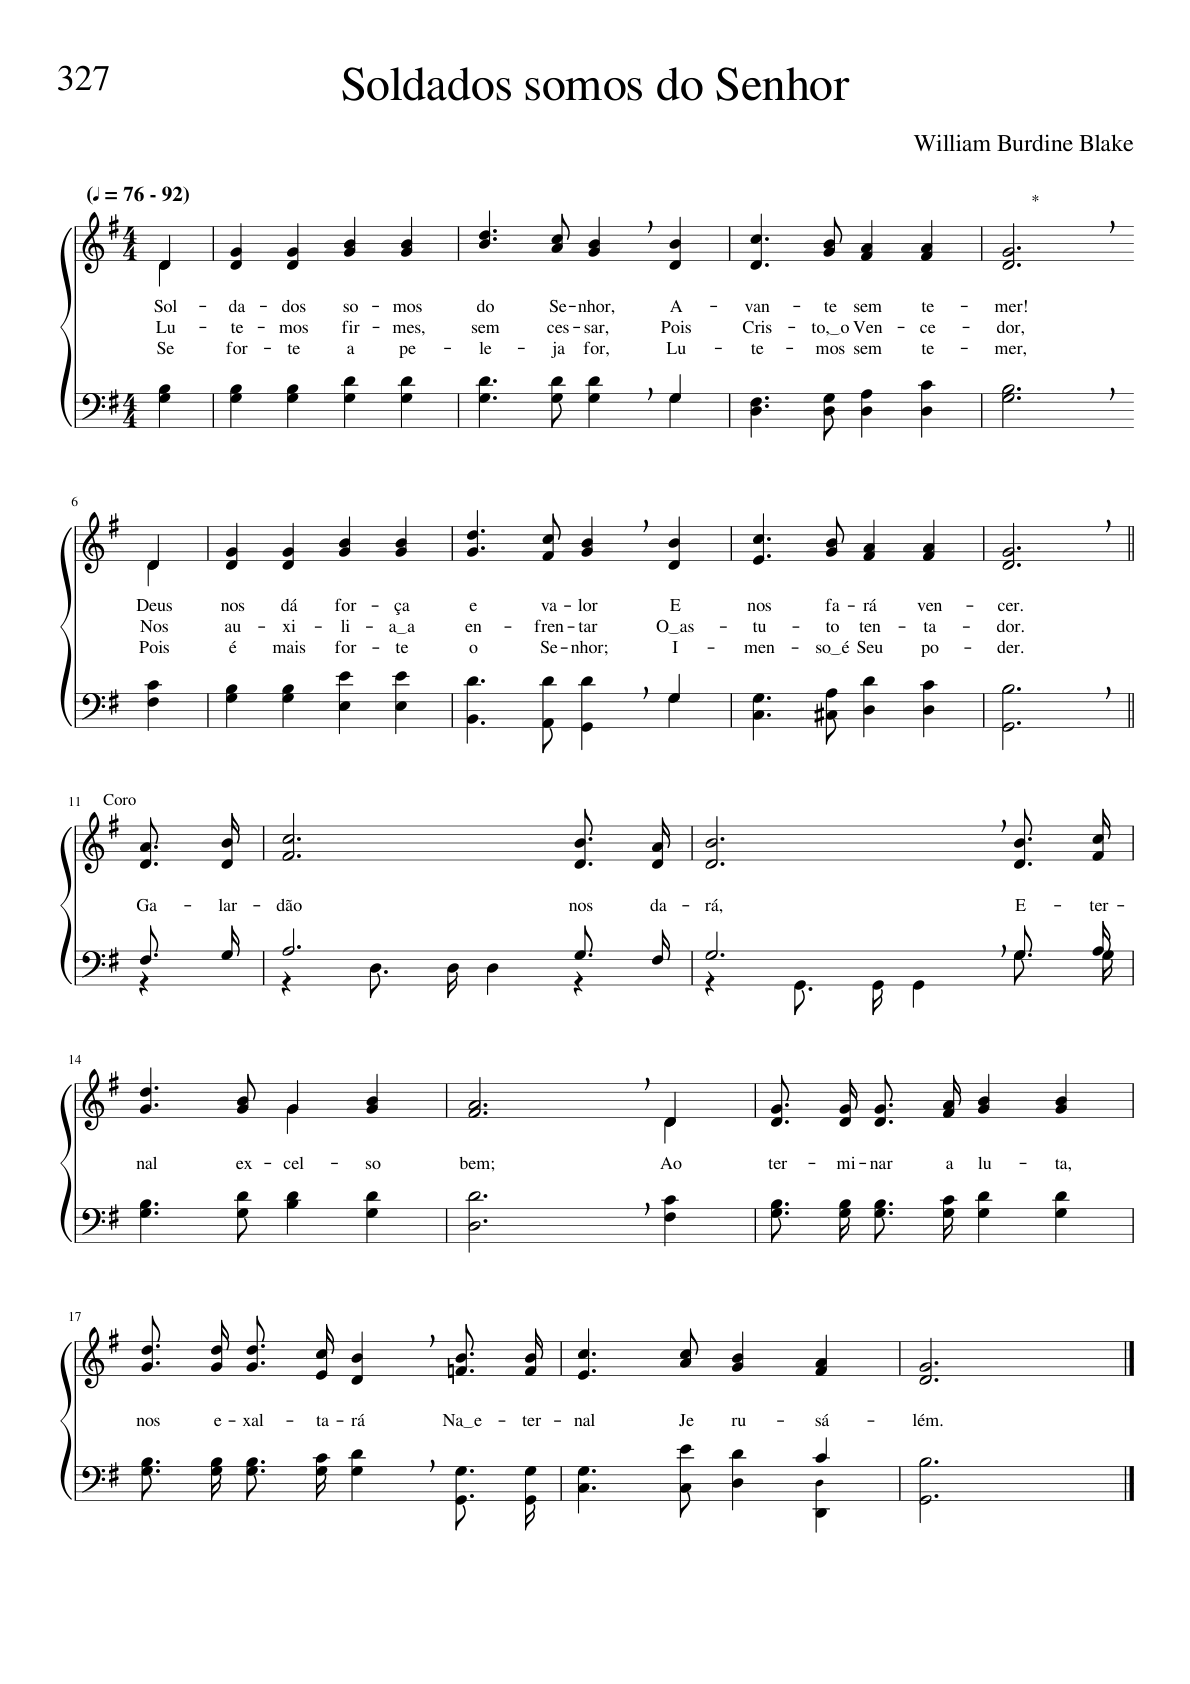 327
Soldados somos do Senhor
William Burdine Blake
(♩ = 76 - 92)
*
Sol - da - dos so - mos do Se - nhor, A - van - te sem te - mer!
Lu - te - mos fir - mes, sem ces - sar, Pois Cris - to,‿o Ven - ce - dor,
Se for - te a pe - le - ja for, Lu - te - mos sem te - mer,
6
Deus nos dá for - ça e va - lor E nos fa - rá ven - cer.
Nos au - xi - li - a‿a en - fren - tar O‿as - tu - to ten - ta - dor.
Pois é mais for - te o Se - nhor; I - men - so‿é Seu po - der.
11 Coro
Ga - lar - dão nos da - rá, E - ter -
14
nal ex - cel - so bem; Ao ter - mi - nar a lu - ta,
17
nos e - xal - ta - rá Na‿e - ter - nal Je ru - sá - lém.